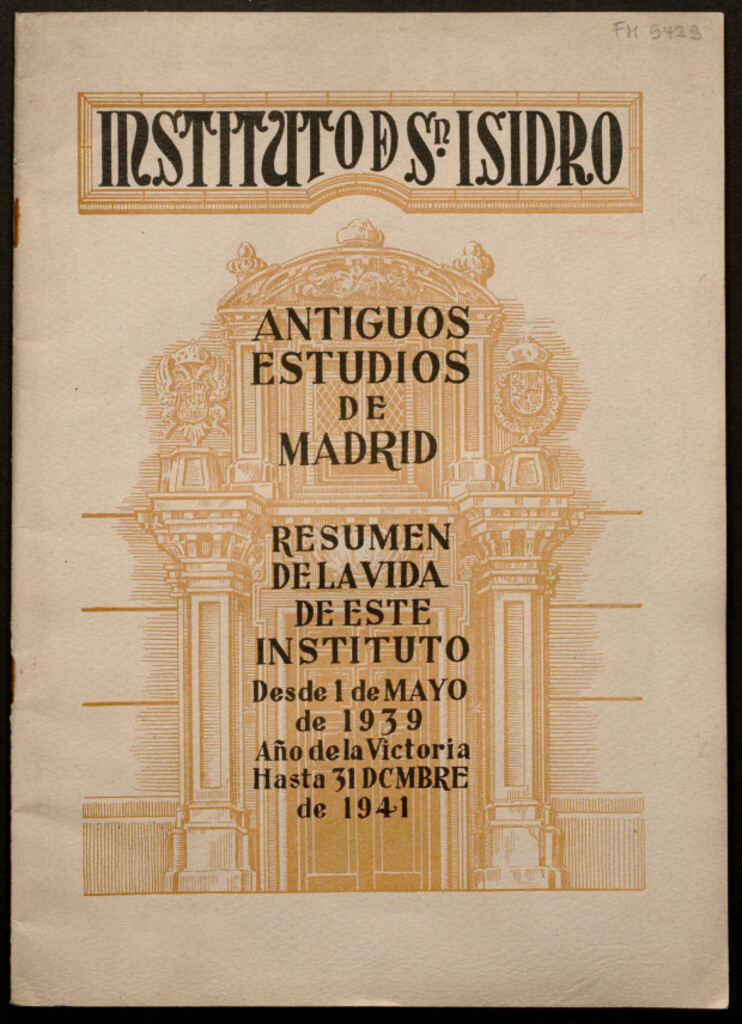 FM 5423
INSTITUTO D Sn. ISIDRO
ANTIGUOS
ESTUDIOS
DE
MADRID
RESUMEN
DE LA VIDA
DE ESTE
INSTITUTO
Desde 1 de MAYO
de 1939
Año de la Victoria
Hasta 31 DCMBRE
de 1941